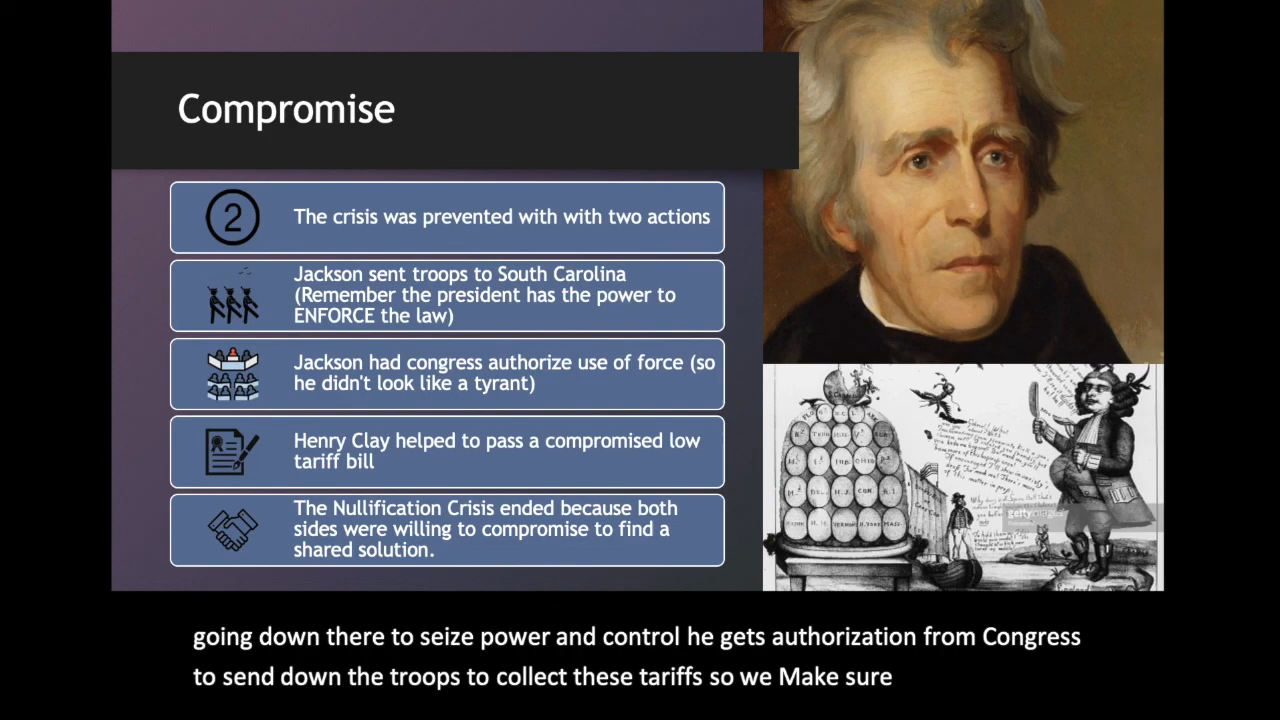 Compromise
2
The crisis was prevented with with two actions
Jackson sent troops to South Carolina
(Remember the president has the power to
ENFORCE the law)
Jackson had congress authorize use of force (so
he didn't look like a tyrant)
Henry Clay helped to pass a compromised low
tariff bill
The Nullification Crisis ended because both
sides were willing to compromise to find a
shared solution.
gettyimages
going down there to seize power and control he gets authorization from Congress
to send down the troops to collect these tariffs so we Make sure